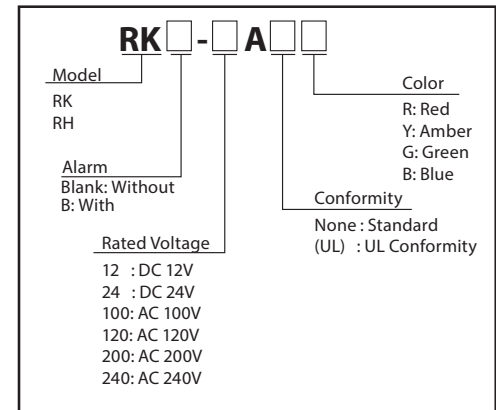 RK□-□A□□
Model
RK
RH
Alarm
Blank: Without
B: With
Rated Voltage
12 : DC 12V
24 : DC 24V
100: AC 100V
120: AC 120V
200: AC 200V
240: AC 240V
Color
R: Red
Y: Amber
G: Green
B: Blue
Conformity
None : Standard
(UL) : UL Conformity